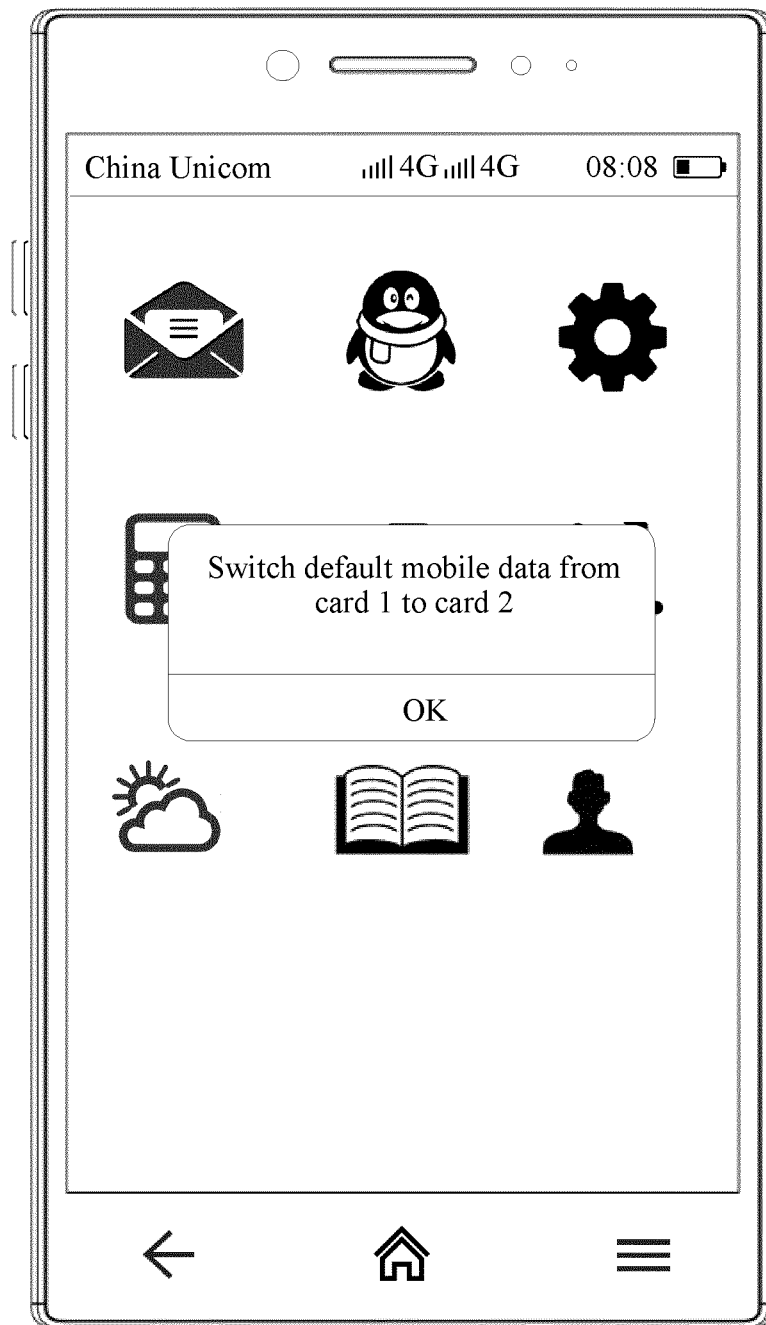 China Unicom 4G 4G 08:08
Switch default mobile data from
card 1 to card 2
OK